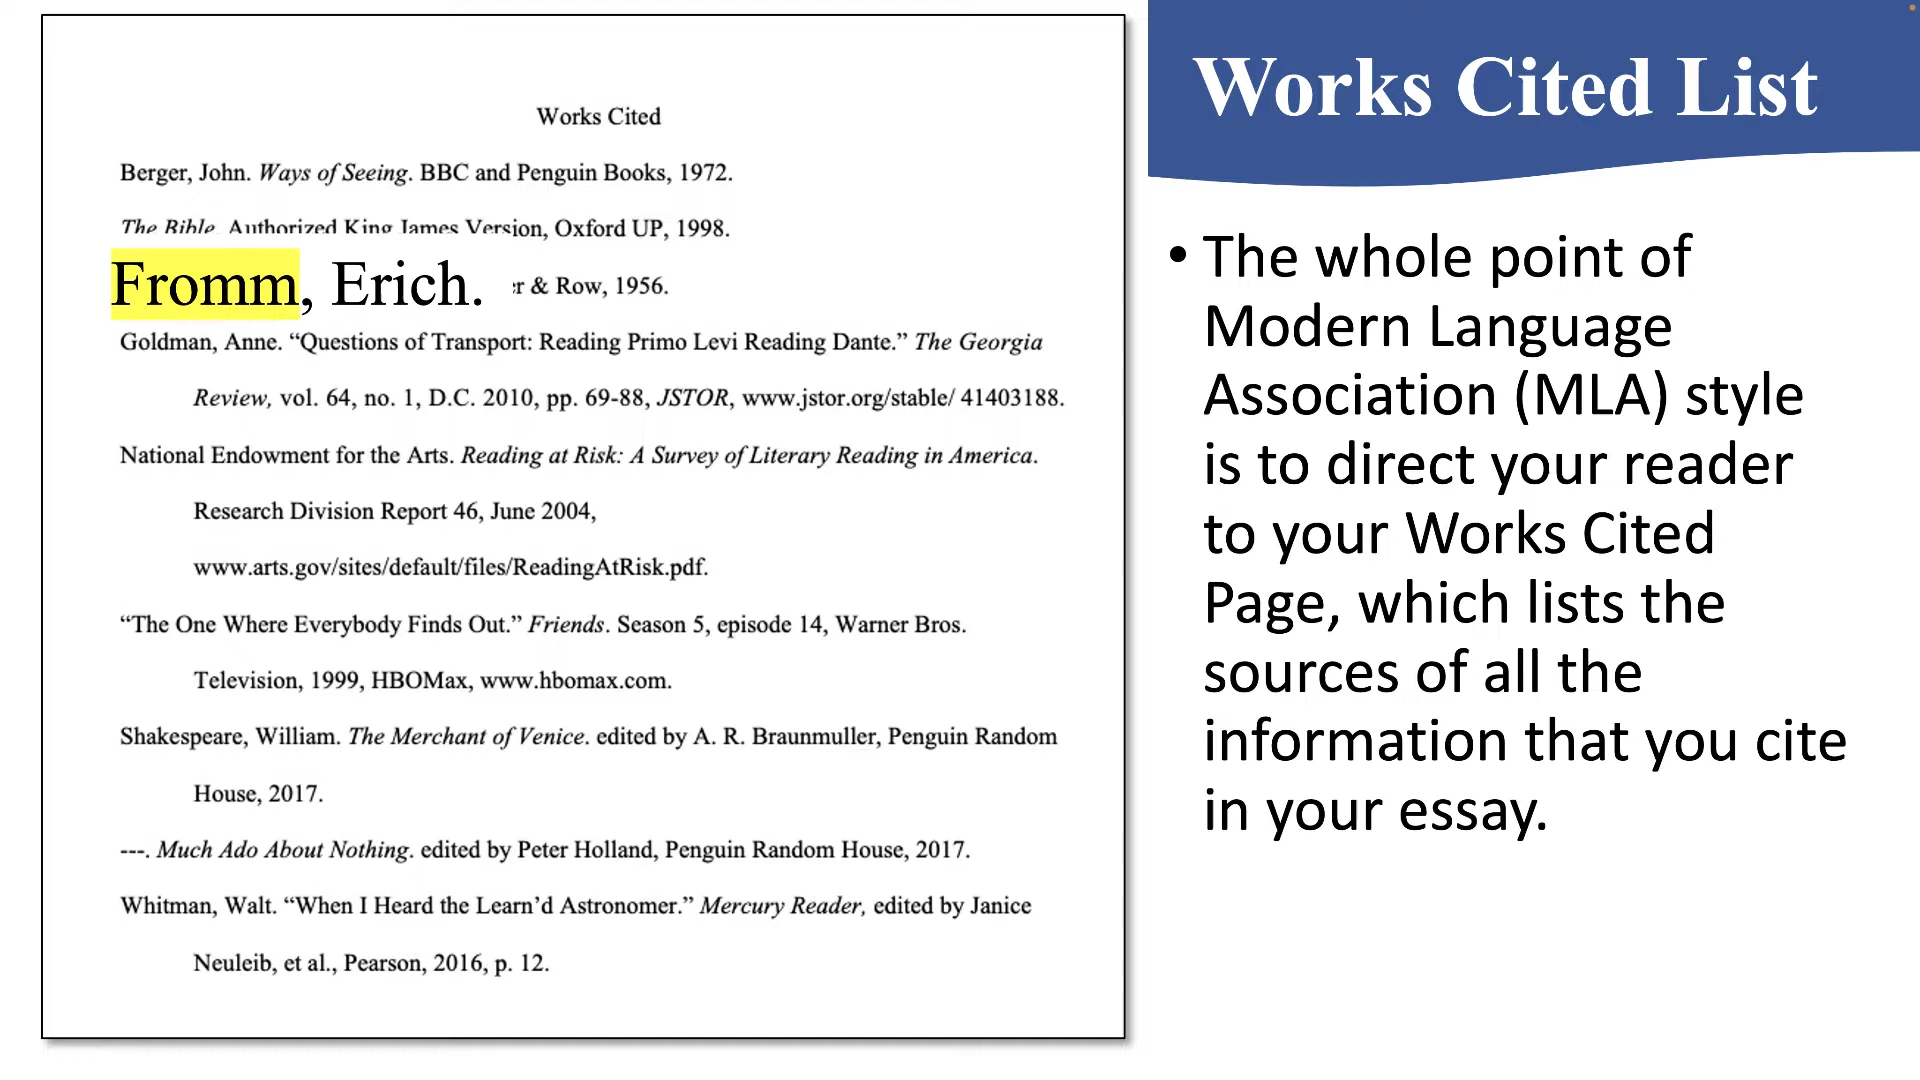 Works Cited
Berger, John. Ways of Seeing. BBC and Penguin Books, 1972.
The Bible. Authorized King James Version, Oxford UP, 1998.
Fromm, Erich. & Row, 1956.
Goldman, Anne. “Questions of Transport: Reading Primo Levi Reading Dante.” The Georgia
Review, vol. 64, no. 1, D.C. 2010, pp. 69-88, JSTOR, www.jstor.org/stable/ 41403188.
National Endowment for the Arts. Reading at Risk: A Survey of Literary Reading in America.
Research Division Report 46, June 2004,
www.arts.gov/sites/default/files/ReadingAtRisk.pdf.
“The One Where Everybody Finds Out.” Friends. Season 5, episode 14, Warner Bros.
Television, 1999, HBOMax, www.hbomax.com.
Shakespeare, William. The Merchant of Venice. edited by A. R. Braunmuller, Penguin Random
House, 2017.
---. Much Ado About Nothing. edited by Peter Holland, Penguin Random House, 2017.
Whitman, Walt. “When I Heard the Learn’d Astronomer.” Mercury Reader, edited by Janice
Neuleib, et al., Pearson, 2016, p. 12.
Works Cited List
• The whole point of
Modern Language
Association (MLA) style
is to direct your reader
to your Works Cited
Page, which lists the
sources of all the
information that you cite
in your essay.